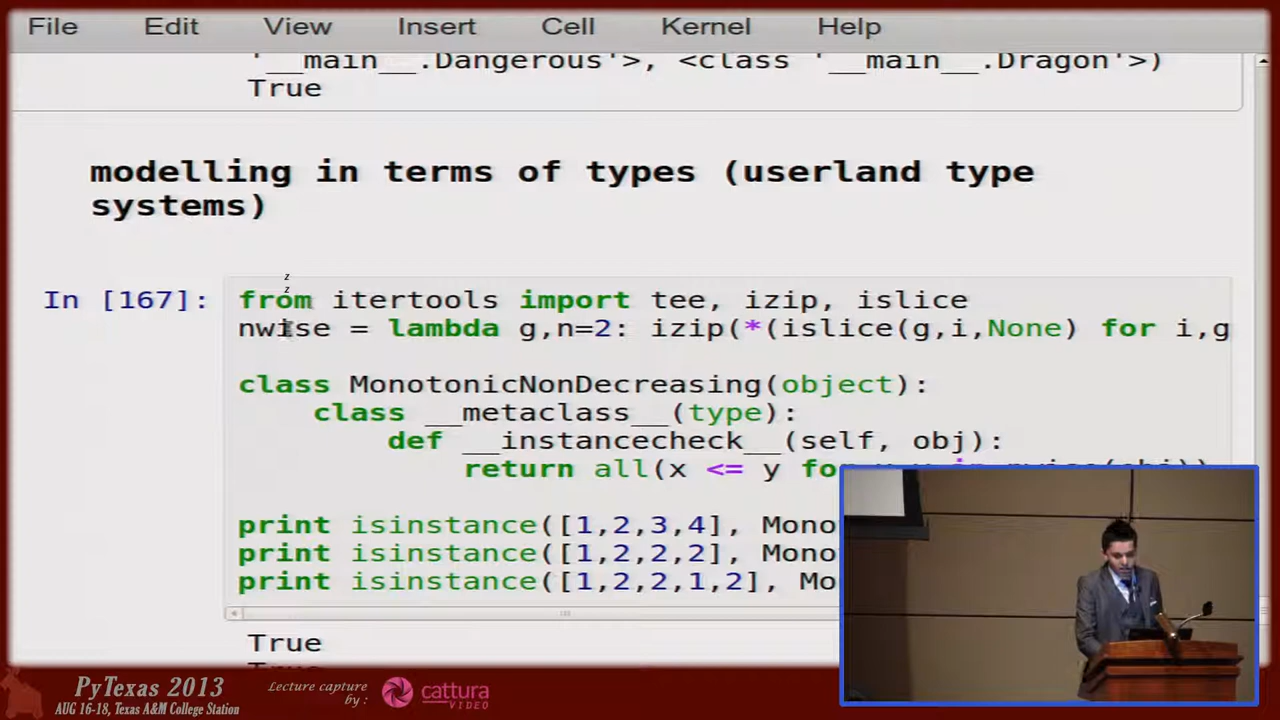 File Edit View Insert Cell Kernel Help
'__main__.Dangerous'>, <class '__main__.Dragon'>)
True
modelling in terms of types (userland type
systems)
In [167]:
from itertools import tee, izip, islice
nwise = lambda g,n=2: izip(*(islice(g,i,None) for i,g
class MonotonicNonDecreasing(object):
class __metaclass__(type):
def __instancecheck__(self, obj):
return all(x <= y for
print isinstance([1,2,3,4], Mono
print isinstance([1,2,2,2], Mono
print isinstance([1,2,2,1,2], Mo
True
PyTexas 2013
AUG 16-18, Texas A&M College Station
Lecture capture
by :
cattura
VIDEO